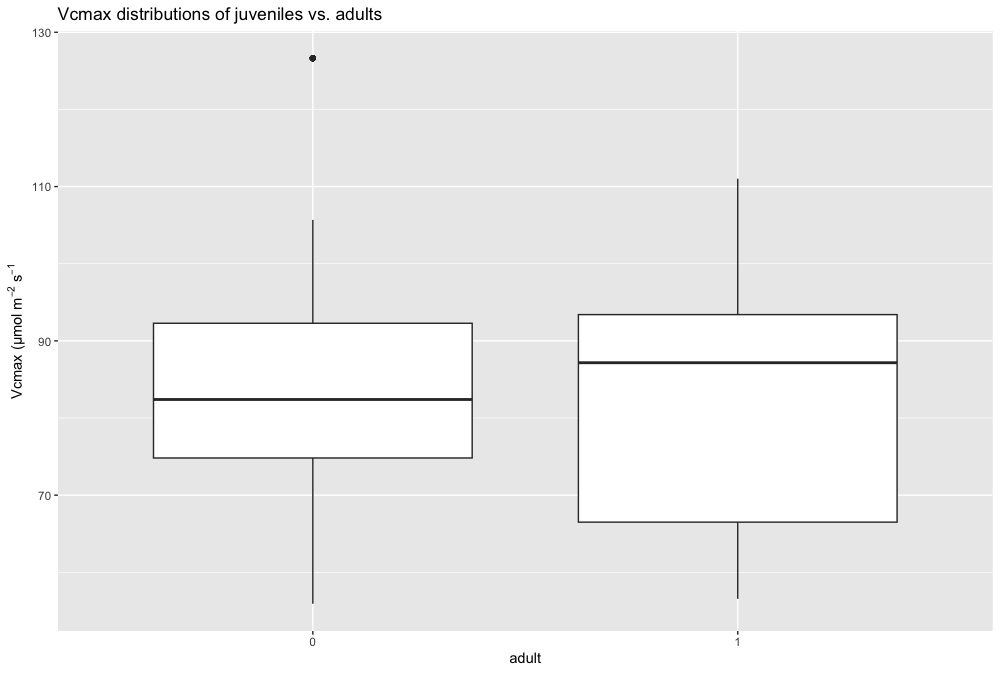 Vcmax distributions of juveniles vs. adults
130
110
90
70
Vcmax (μmol m⁻² s⁻¹
0
1
adult